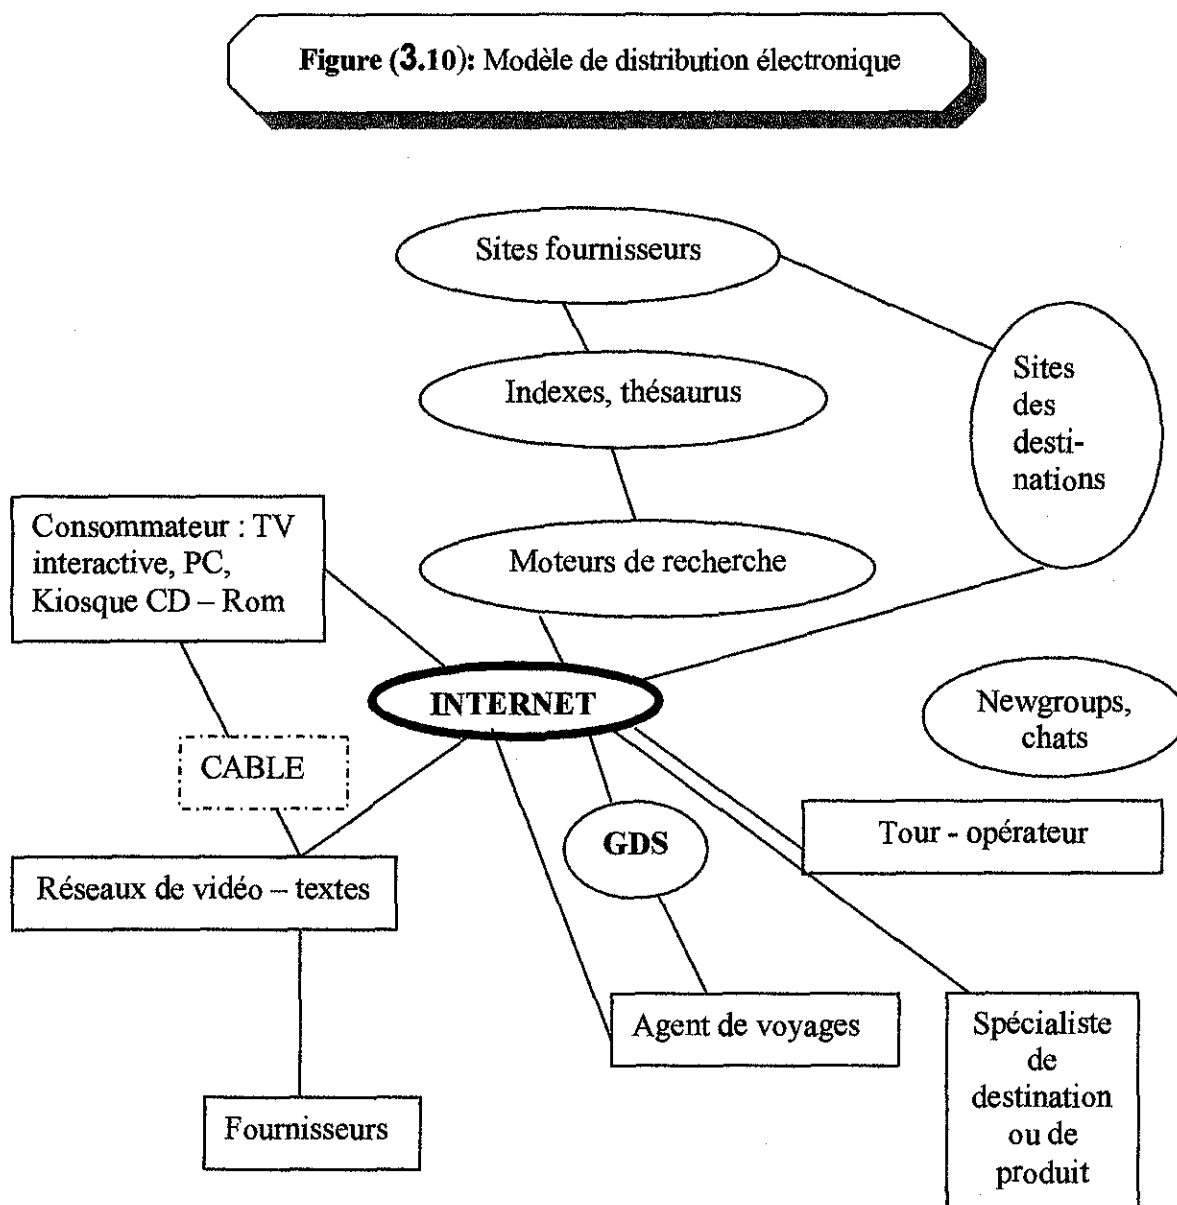 Figure (3.10): Modèle de distribution électronique
Sites fournisseurs
Indexes, thésaurus
Sites
des
desti-
nations
Consommateur : TV
interactive, PC,
Kiosque CD – Rom
Moteurs de recherche
INTERNET
Newgroups,
chats
CABLE
GDS
Tour - opérateur
Réseaux de vidéo – textes
Agent de voyages
Spécialiste
de
destination
ou de
produit
Fournisseurs